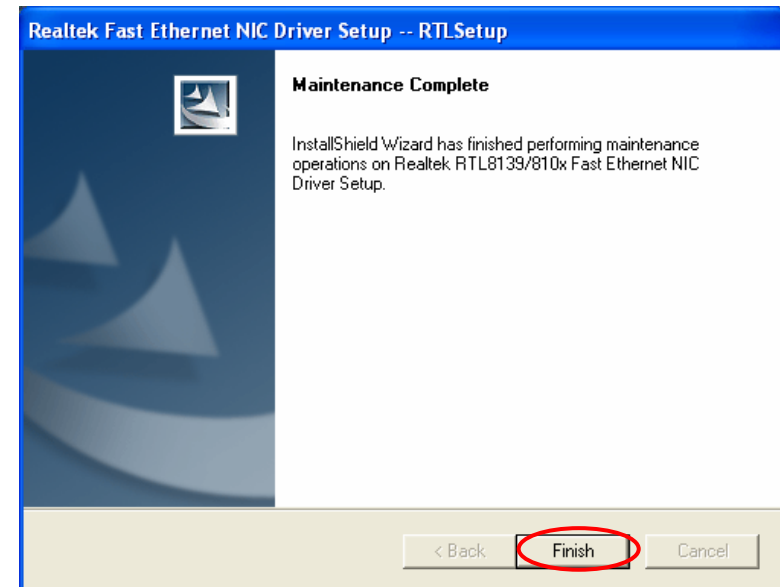 Realtek Fast Ethernet NIC Driver Setup -- RTLSetup
Maintenance Complete
InstallShield Wizard has finished performing maintenance
operations on Realtek RTL8139/810x Fast Ethernet NIC
Driver Setup.
< Back Finish Cancel